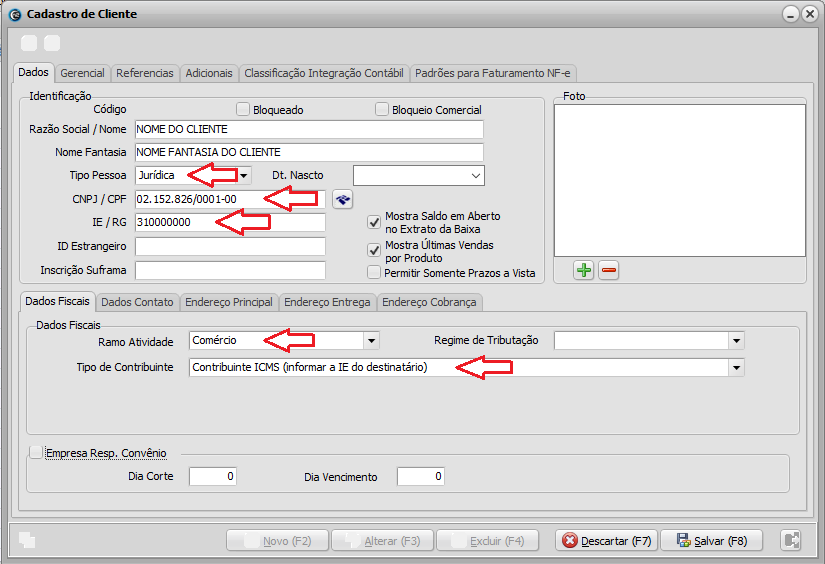 Cadastro de Cliente
Dados Gerencial Referencias Adicionais Classificação Integração Contábil Padrões para Faturamento NF-e
Identificação
Código Bloqueado Bloqueio Comercial
Razão Social / Nome NOME DO CLIENTE
Nome Fantasia NOME FANTASIA DO CLIENTE
Tipo Pessoa Jurídica Dt. Nascto
CNPJ / CPF 02.152.826/0001-00
IE / RG 310000000
Mostra Saldo em Aberto
no Extrato da Baixa
ID Estrangeiro
Mostra Últimas Vendas
por Produto
Inscrição Suframa
Permitir Somente Prazos a Vista
Foto
Dados Fiscais Dados Contato Endereço Principal Endereço Entrega Endereço Cobrança
Dados Fiscais
Ramo Atividade Comércio Regime de Tributação
Tipo de Contribuinte Contribuinte ICMS (informar a IE do destinatário)
Empresa Resp. Convênio
Dia Corte 0 Dia Vencimento 0
Novo (F2) Alterar (F3) Excluir (F4) Descartar (F7) Salvar (F8)